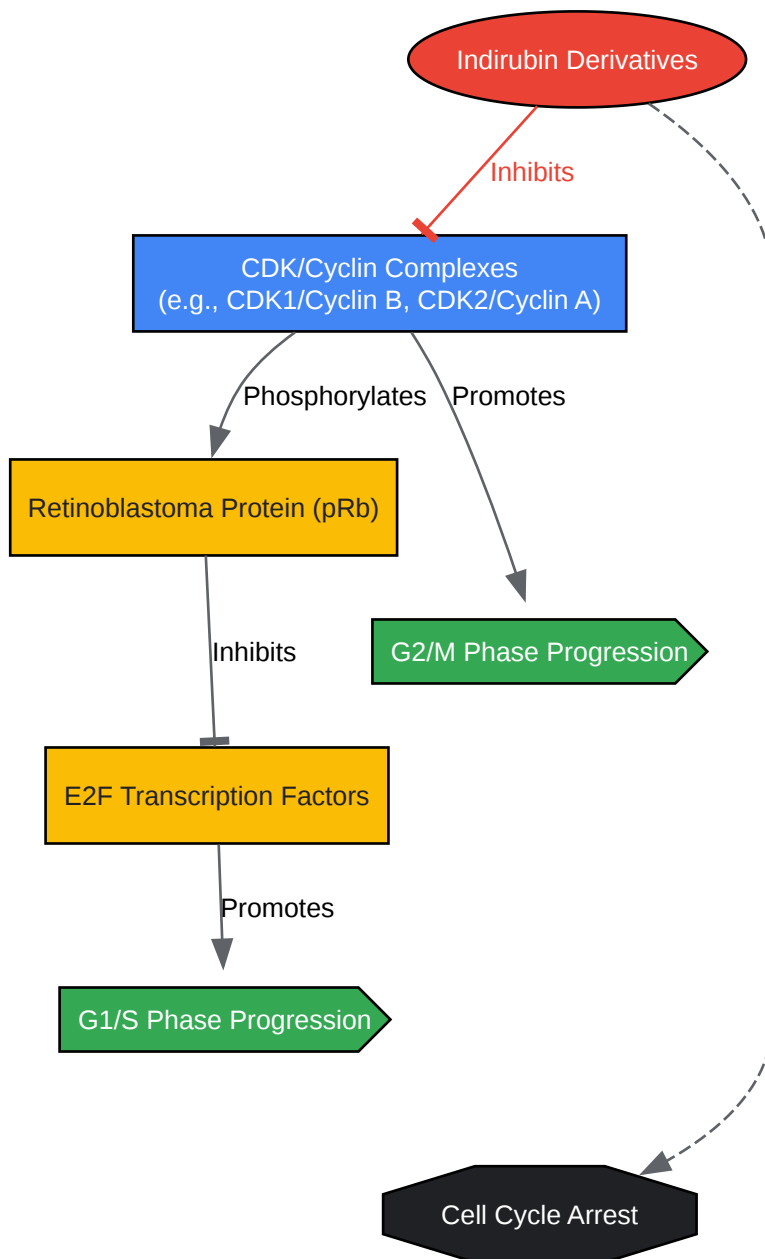 Indirubin Derivatives
Inhibits
CDK/Cyclin Complexes
(e.g., CDK1/Cyclin B, CDK2/Cyclin A)
Phosphorylates
Promotes
Retinoblastoma Protein (pRb)
Inhibits
G2/M Phase Progression
E2F Transcription Factors
Promotes
G1/S Phase Progression
Cell Cycle Arrest